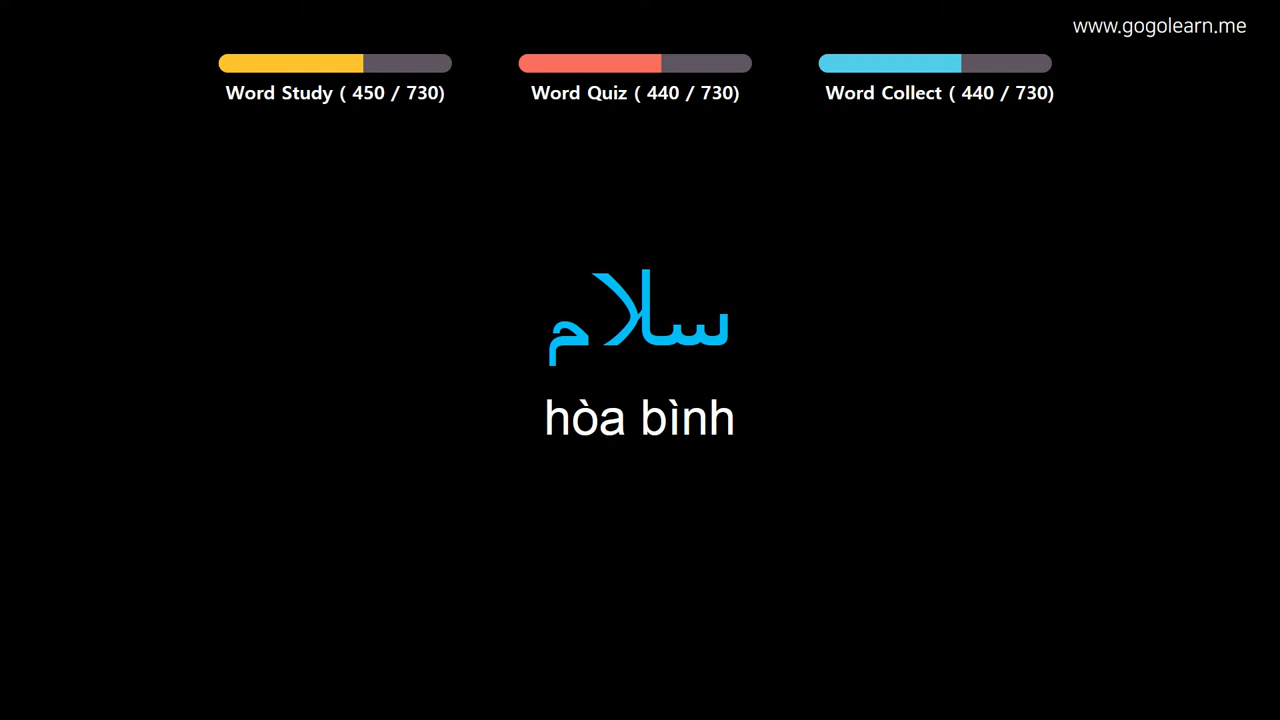 www.gogolearn.me
Word Study ( 450 / 730)
Word Quiz ( 440 / 730)
Word Collect ( 440 / 730)
سلام
hòa bình